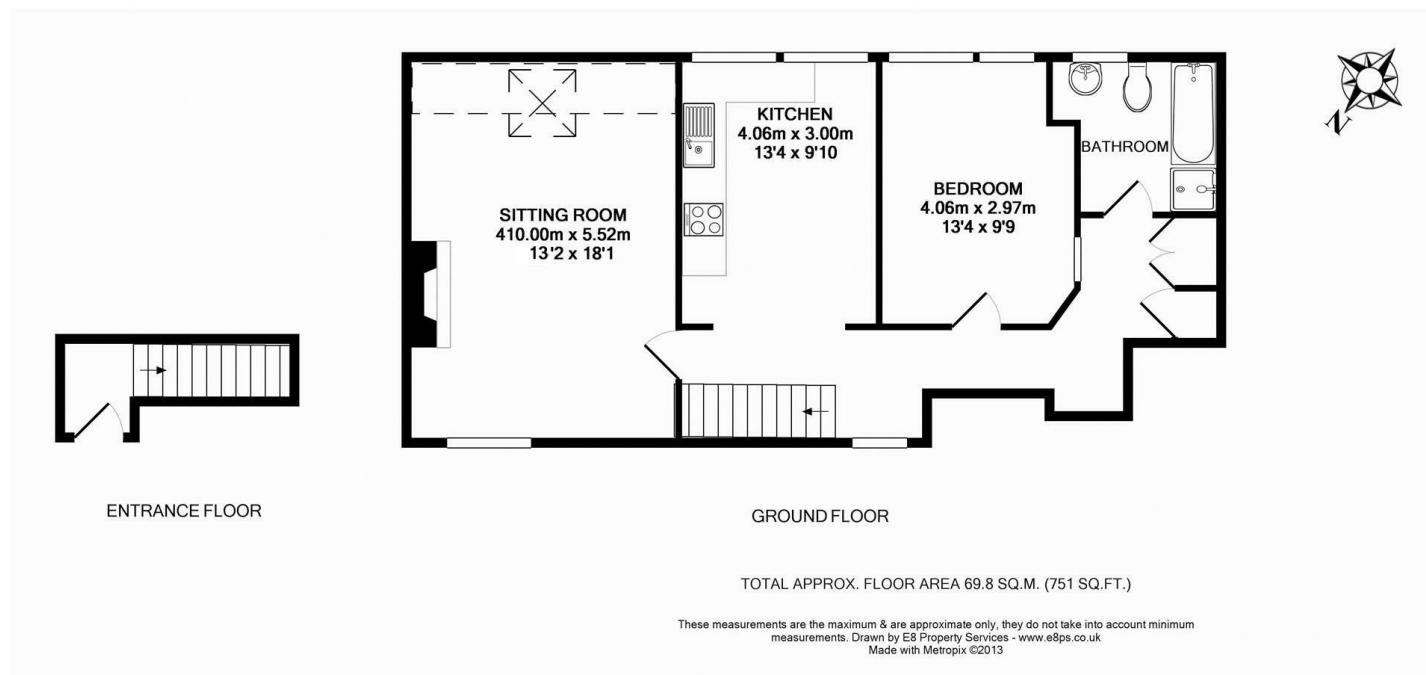 N
KITCHEN
4.06m x 3.00m
13'4 x 9'10
BATHROOM
BEDROOM
4.06m x 2.97m
13'4 x 9'9
SITTING ROOM
410.00m x 5.52m
13'2 x 18'1
ENTRANCE FLOOR
GROUND FLOOR
TOTAL APPROX. FLOOR AREA 69.8 SQ.M. (751 SQ.FT.)
These measurements are the maximum & are approximate only, they do not take into account minimum
measurements. Drawn by E8 Property Services - www.e8ps.co.uk
Made with Metropix ©2013